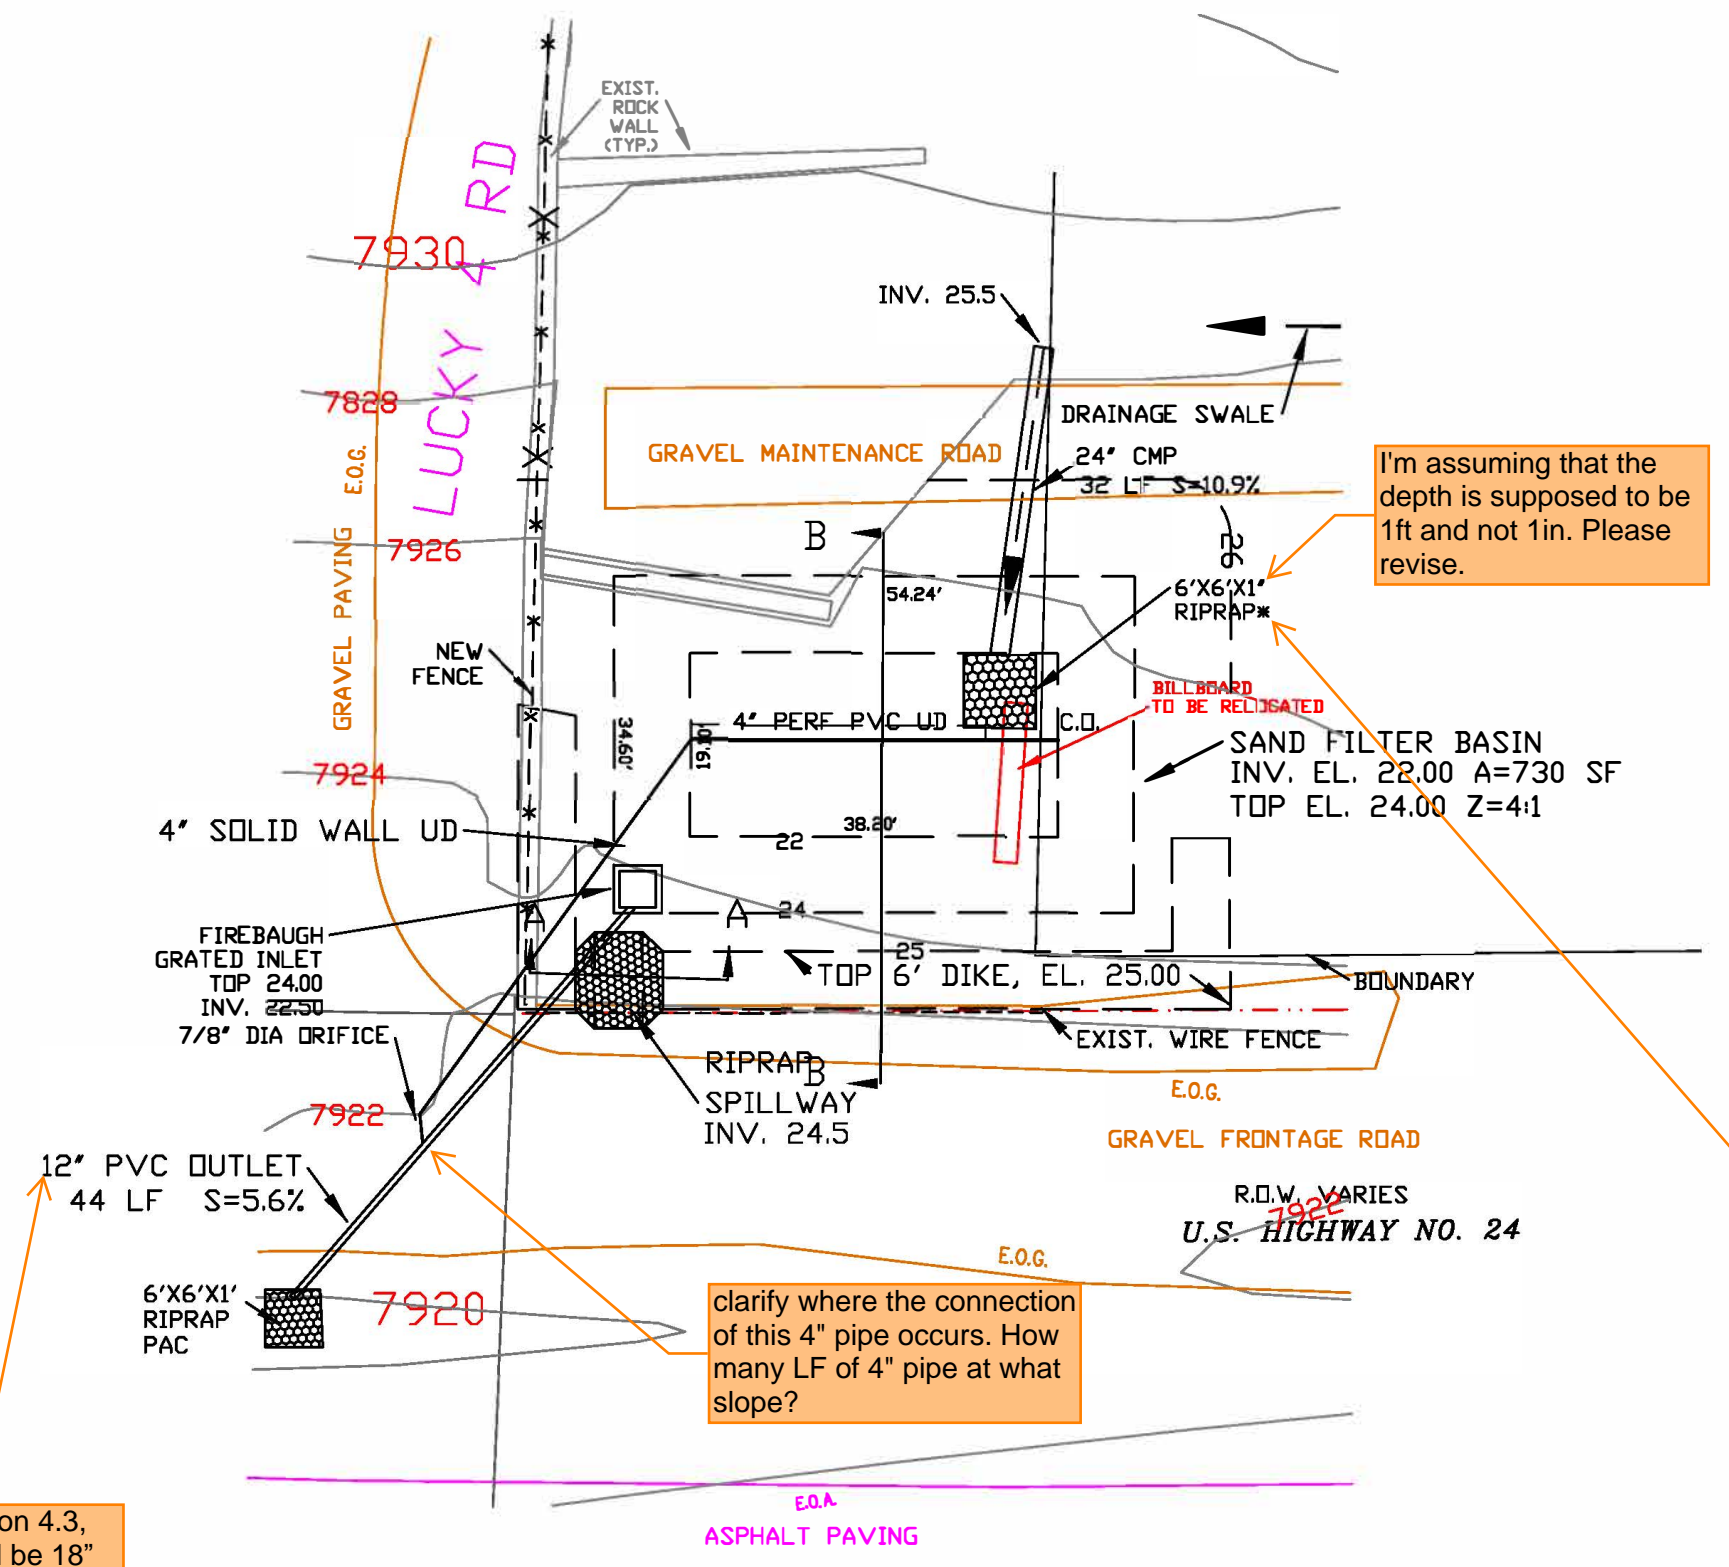 EXIST.
ROCK
WALL
(TYP.)
LUCKY 4 RD
7930
INV. 25.5
7828
DRAINAGE SWALE
GRAVEL MAINTENANCE ROAD
24" CMP
32 LF S=10.9%
I'm assuming that the
depth is supposed to be
1ft and not 1in. Please
revise.
E.O.G.
GRAVEL PAVING
7926
B
26
54.24'
6'X6'X1"
RIPRAP*
NEW
FENCE
BILLBOARD
TO BE RELOCATED
34.60'
19.10'
4" PERF PVC UD
C.O.
SAND FILTER BASIN
INV. EL. 22.00 A=730 SF
TOP EL. 24.00 Z=4:1
7924
4" SOLID WALL UD
38.20'
22
24
A
A
FIREBAUGH
GRATED INLET
TOP 24.00
INV. 22.50
25
TOP 6' DIKE, EL. 25.00
BOUNDARY
7/8" DIA ORIFICE
EXIST. WIRE FENCE
RIPRAP
SPILLWAY
INV. 24.5
B
E.O.G.
7922
GRAVEL FRONTAGE ROAD
12" PVC OUTLET
44 LF S=5.6%
R.O.W. VARIES
7922
U.S. HIGHWAY NO. 24
E.O.G.
6'X6'X1'
RIPRAP
PAC
7920
clarify where the connection
of this 4" pipe occurs. How
many LF of 4" pipe at what
slope?
E.O.A.
ASPHALT PAVING
on 4.3,
be 18”